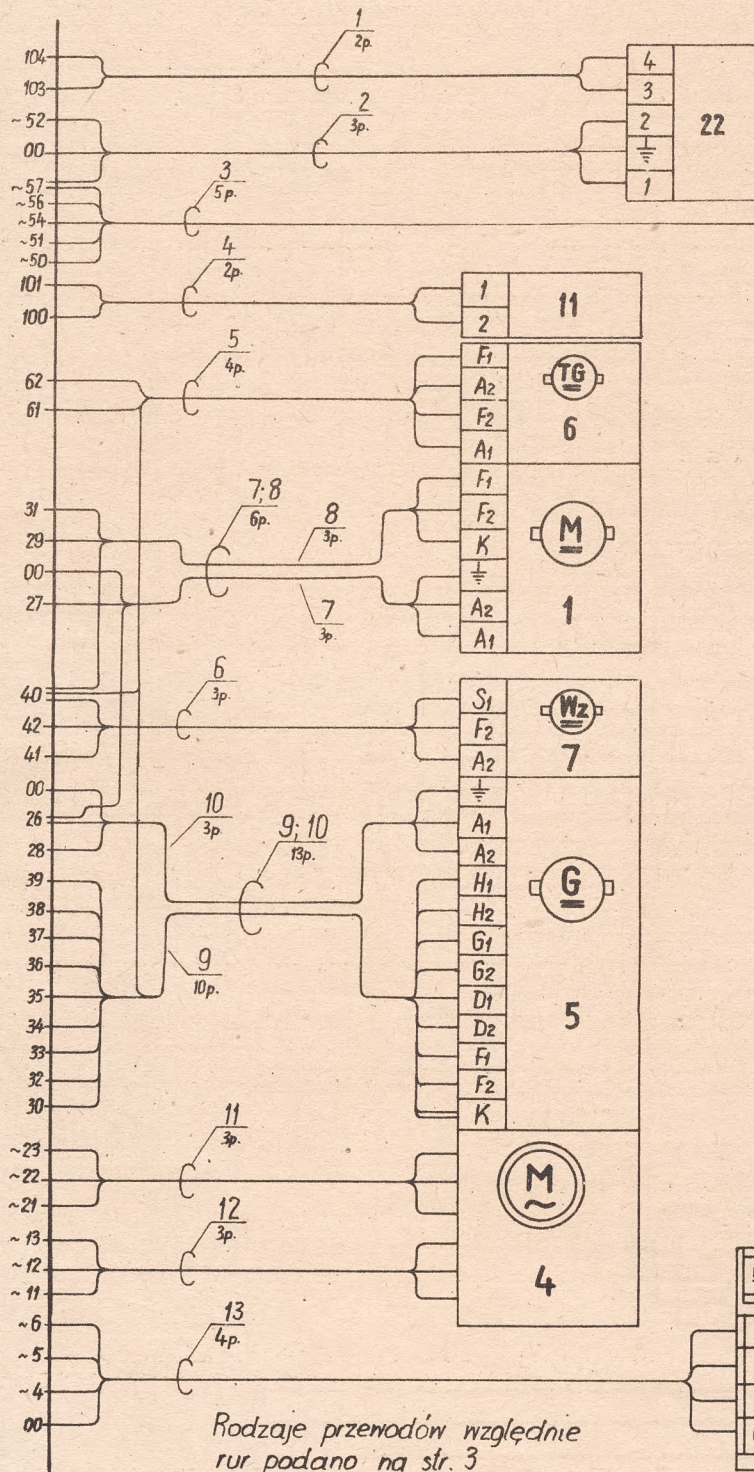 1
2p.
104
103
4
3
2
1
22
2
3p.
~52
00
3
5p.
~57
~56
~54
~51
~50
4
2p.
101
100
1
2
11
5
4p.
62
61
F1
A2
F2
A1
TG
6
7; 8
6p.
8
3p.
7
3p.
31
29
00
27
F1
F2
K
A2
A1
M
1
6
3p.
40
42
41
S1
F2
A2
Wz
7
00
26
28
10
3p.
9; 10
13p.
9
10p.
39
38
37
36
35
34
33
32
30
A1
A2
H1
H2
G1
G2
D1
D2
F1
F2
K
G
5
11
3p.
~23
~22
~21
M
~
12
3p.
~13
~12
~11
4
13
4p.
~6
~5
~4
00
Rodzaje przewodów względnie
rur podano na str. 3